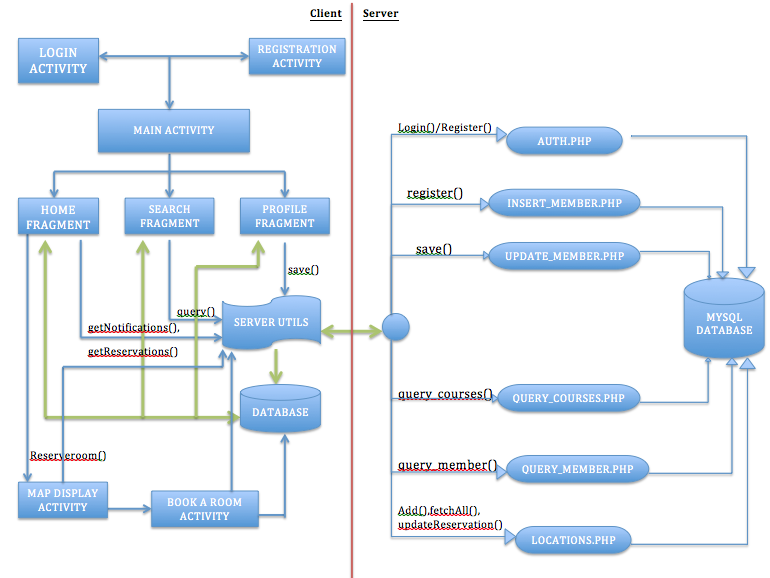 Client
Server
LOGIN
ACTIVITY
REGISTRATION
ACTIVITY
MAIN ACTIVITY
HOME
FRAGMENT
SEARCH
FRAGMENT
PROFILE
FRAGMENT
save()
query()
getNotifications(),
getReservations()
SERVER UTILS
DATABASE
Reserveroom()
MAP DISPLAY
ACTIVITY
BOOK A ROOM
ACTIVITY
Login()/Register()
AUTH.PHP
register()
INSERT_MEMBER.PHP
save()
UPDATE_MEMBER.PHP
MYSQL
DATABASE
query_courses()
QUERY_COURSES.PHP
query_member()
QUERY_MEMBER.PHP
Add(),fetchAll(),
updateReservation()
LOCATIONS.PHP